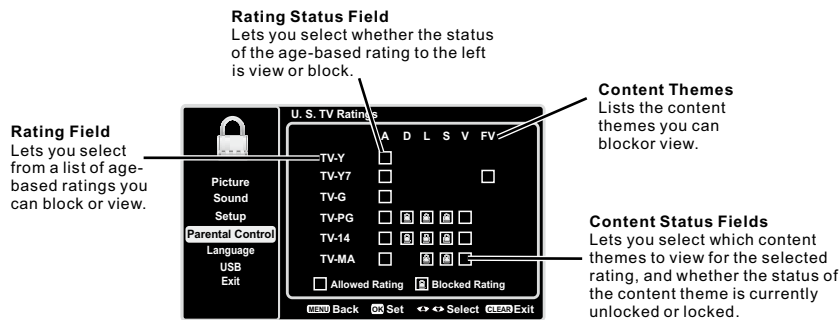 Rating Status Field
Lets you select whether the status
of the age-based rating to the left
is view or block.
Content Themes
Lists the content
themes you can
blockor view.
Rating Field
Lets you select
from a list of age-
based ratings you
can block or view.
Picture
Sound
Setup
Parental Control
Language
USB
Exit
U. S. TV Ratings
A D L S V FV
TV-Y
TV-Y7
TV-G
TV-PG
TV-14
TV-MA
Allowed Rating Blocked Rating
MENU Back OK Set Select CLEAR Exit
Content Status Fields
Lets you select which content
themes to view for the selected
rating, and whether the status of
the content theme is currently
unlocked or locked.